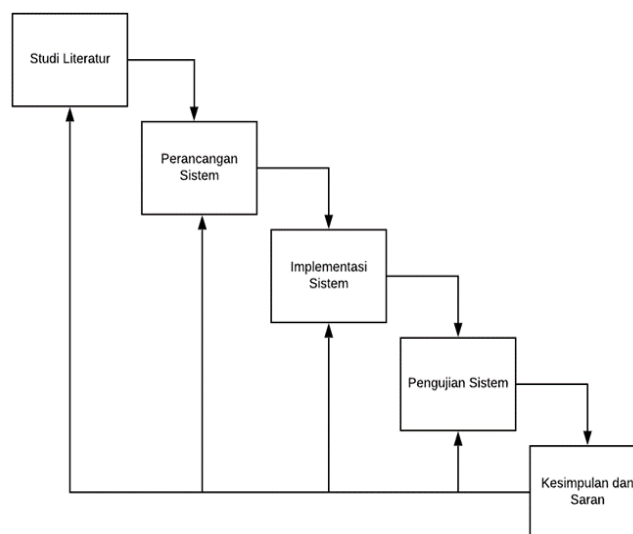 Studi Literatur
Perancangan
Sistem
Implementasi
Sistem
Pengujian Sistem
Kesimpulan dan
Saran